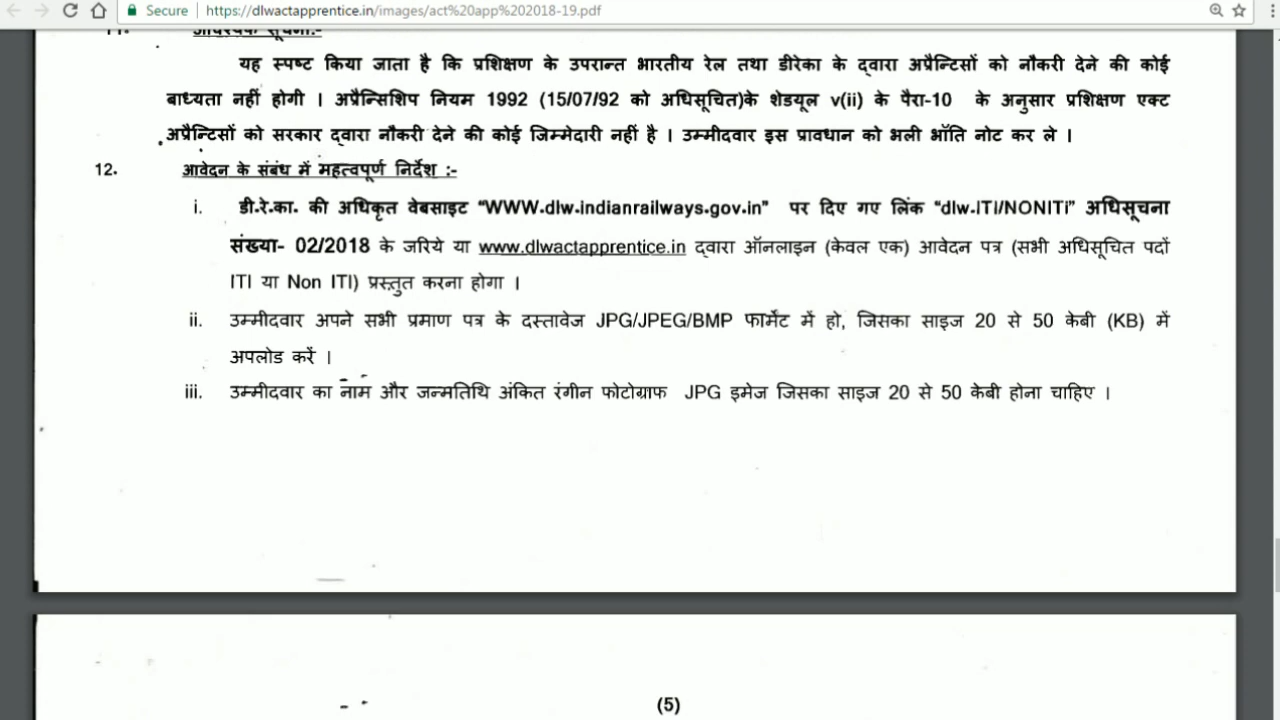 Secure https://dlwactapprentice.in/images/act%20app%202018-19.pdf
11. आवश्यक सूचना:-
यह स्पष्ट किया जाता है कि प्रशिक्षण के उपरान्त भारतीय रेल तथा डीरेका के द्वारा अप्रैन्टिसों को नौकरी देने की कोई
बाध्यता नहीं होगी । अप्रैन्सिशिप नियम 1992 (15/07/92 को अधिसूचित)के शेडयूल v(ii) के पैरा-10 के अनुसार प्रशिक्षण एक्ट
अप्रैन्टिसों को सरकार द्वारा नौकरी देने की कोई जिम्मेदारी नहीं है । उम्मीदवार इस प्रावधान को भली भाँति नोट कर ले ।
12. आवेदन के संबंध में महत्वपूर्ण निर्देश :-
i. डी.रे.का. की अधिकृत वेबसाइट “WWW.dlw.indianrailways.gov.in” पर दिए गए लिंक “dlw.ITI/NONITI” अधिसूचना
संख्या- 02/2018 के जरिये या www.dlwactapprentice.in द्वारा ऑनलाइन (केवल एक) आवेदन पत्र (सभी अधिसूचित पदों
ITI या Non ITI) प्रस्तुत करना होगा ।
ii. उम्मीदवार अपने सभी प्रमाण पत्र के दस्तावेज JPG/JPEG/BMP फार्मेट में हो, जिसका साइज 20 से 50 केबी (KB) में
अपलोड करें ।
iii. उम्मीदवार का नाम और जन्मतिथि अंकित रंगीन फोटोग्राफ JPG इमेज जिसका साइज 20 से 50 केबी होना चाहिए ।
(5)